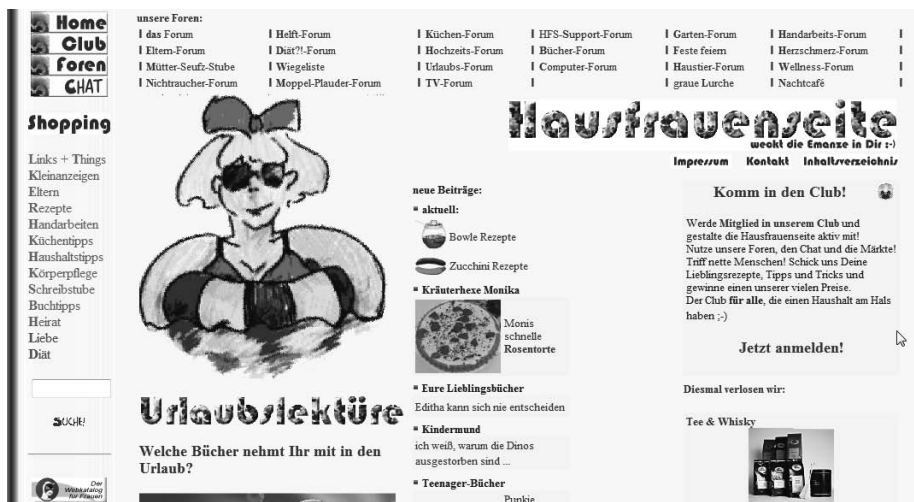 Home
Club
Foren
CHAT
Shopping
Links + Things
Kleinanzeigen
Eltern
Rezepte
Handarbeiten
Küchentipps
Haushaltstipps
Körperpflege
Schreibstube
Buchtipps
Heirat
Liebe
Diät
SUCHE!
Der
Webkatalog
für Frauen
unsere Foren:
das Forum
Eltern-Forum
Mütter-Seufz-Stube
Nichtraucher-Forum
Helft-Forum
Diät?!-Forum
Wiegeliste
Moppel-Plauder-Forum
Küchen-Forum
Hochzeits-Forum
Urlaubs-Forum
TV-Forum
HFS-Support-Forum
Bücher-Forum
Computer-Forum
Garten-Forum
Feste feiern
Haustier-Forum
graue Lurche
Handarbeits-Forum
Herzschmerz-Forum
Wellness-Forum
Nachtcafé
Hausfrauenseite
weckt die Emanze in Dir :-)
Impressum Kontakt Inhaltsverzeichnis
Urlaubslektüre
Welche Bücher nehmt Ihr mit in den
Urlaub?
neue Beiträge:
aktuell:
Bowle Rezepte
Zucchini Rezepte
Kräuterhexe Monika
Monis
schnelle
Rosentorte
Eure Lieblingsbücher
Editha kann sich nie entscheiden
Kindermund
ich weiß, warum die Dinos
ausgestorben sind ...
Teenager-Bücher
Punkie
Komm in den Club!
Werde Mitglied in unserem Club und
gestalte die Hausfrauenseite aktiv mit!
Nutze unsere Foren, den Chat und die Märkte!
Triff nette Menschen! Schick uns Deine
Lieblingsrezepte, Tipps und Tricks und
gewinne einen unserer vielen Preise.
Der Club für alle, die einen Haushalt am Hals
haben ;-)
Jetzt anmelden!
Diesmal verlosen wir:
Tee & Whisky